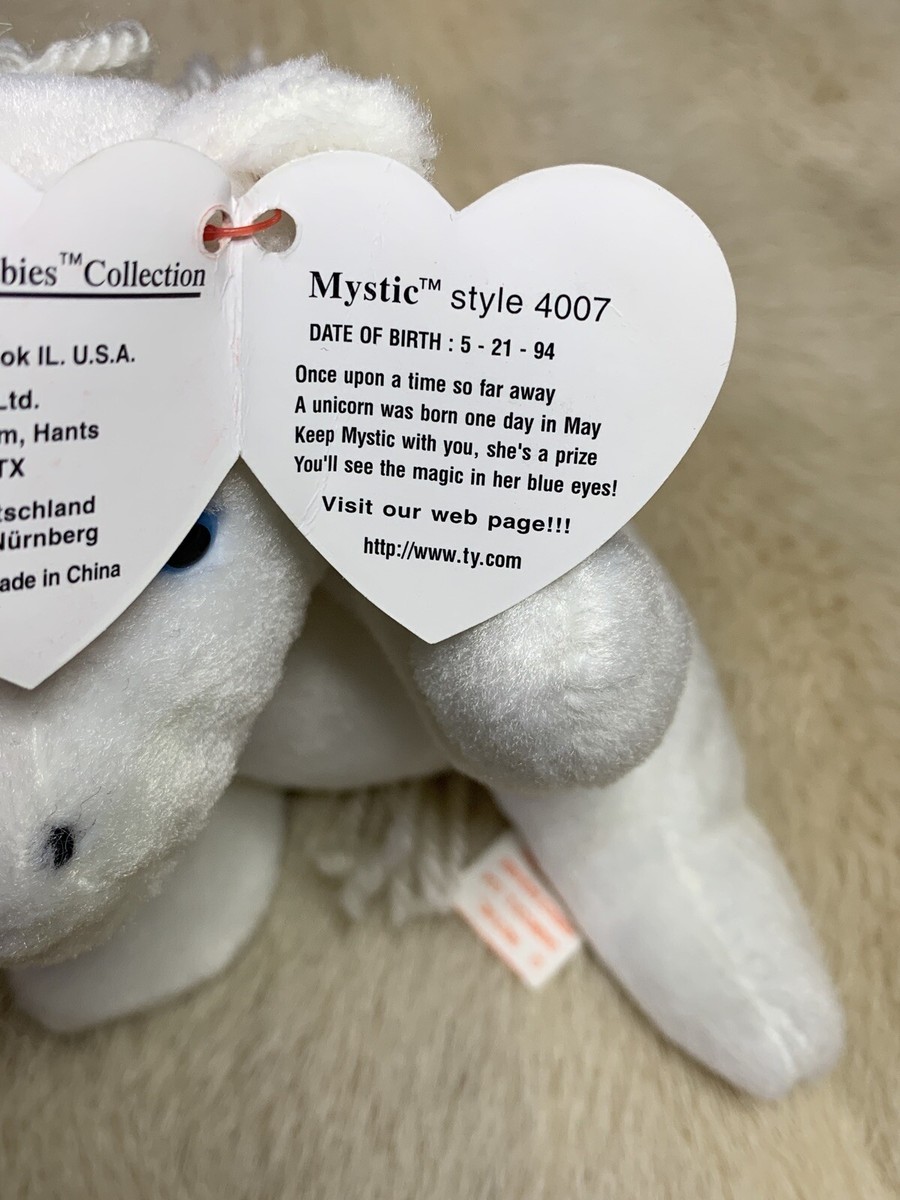 bies™ Collection
ok IL. U.S.A.
Ltd.
m, Hants
TX
tschland
Nürnberg
ade in China
Mystic™ style 4007
DATE OF BIRTH : 5 - 21 - 94
Once upon a time so far away
A unicorn was born one day in May
Keep Mystic with you, she's a prize
You'll see the magic in her blue eyes!
Visit our web page!!!
http://www.ty.com